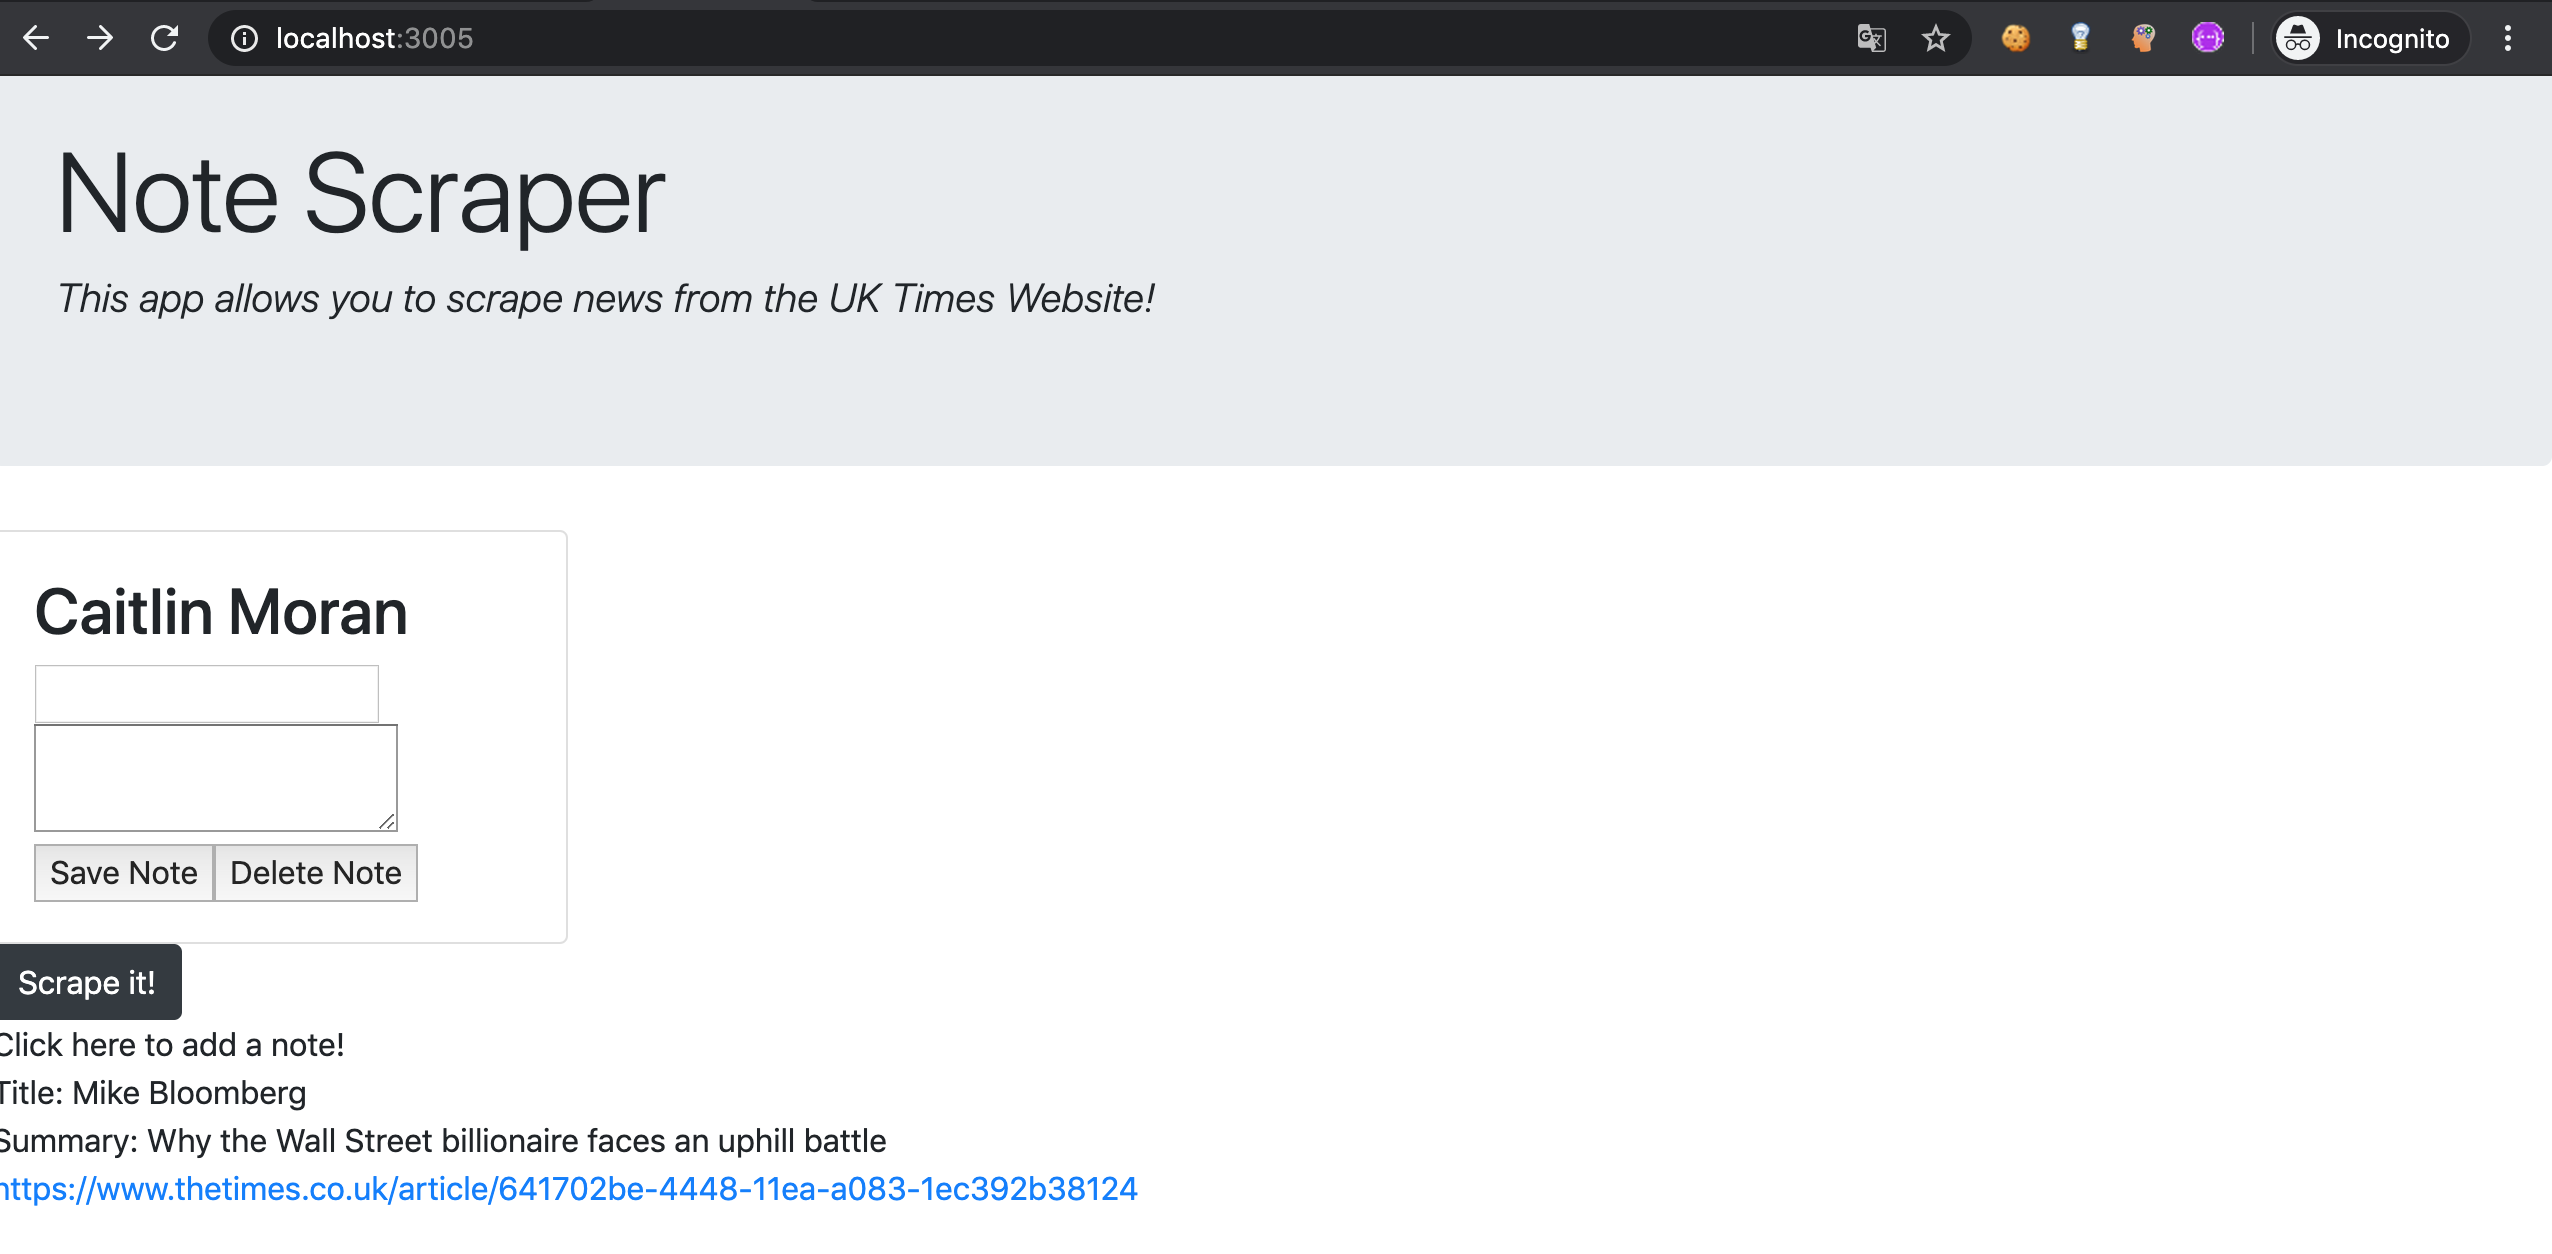 localhost:3005
Incognito
Note Scraper
This app allows you to scrape news from the UK Times Website!
Caitlin Moran
Save Note Delete Note
Scrape it!
Click here to add a note!
Title: Mike Bloomberg
Summary: Why the Wall Street billionaire faces an uphill battle
https://www.thetimes.co.uk/article/641702be-4448-11ea-a083-1ec392b38124